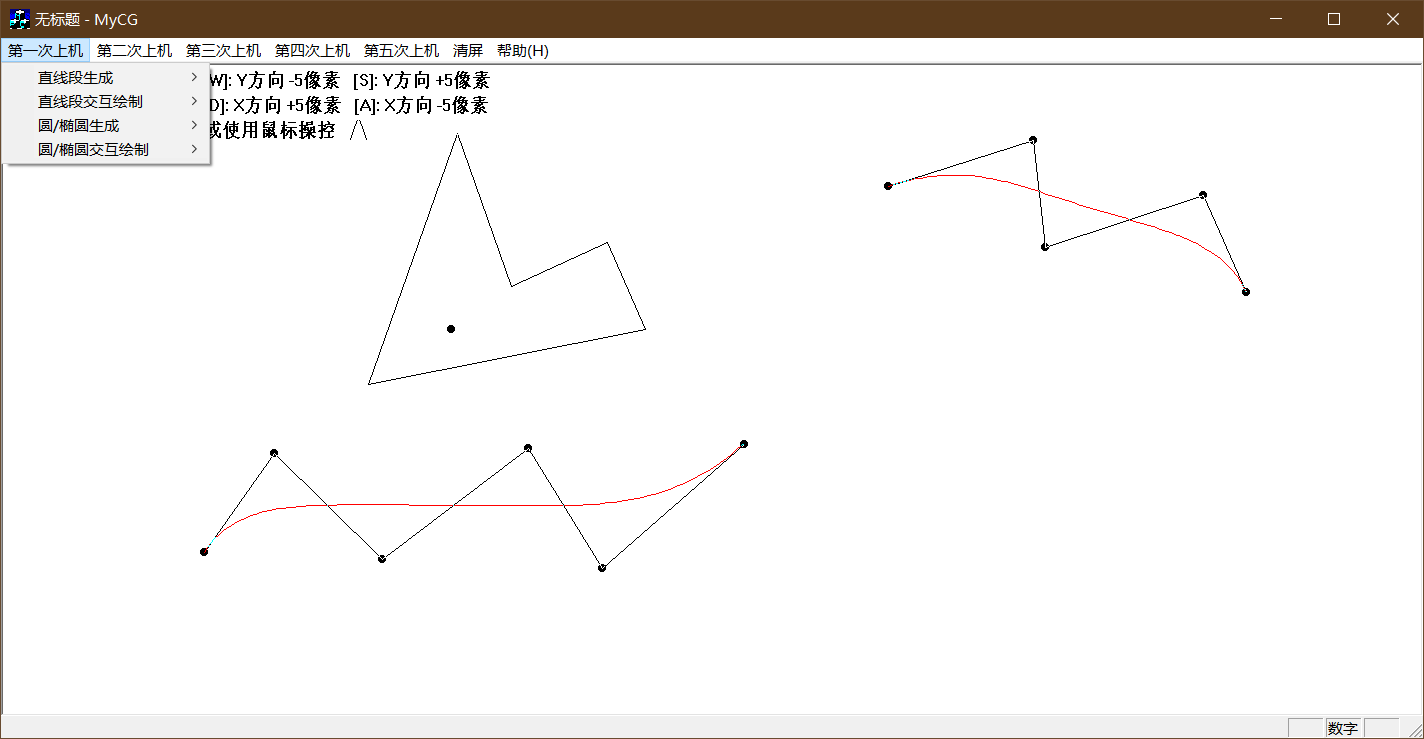 无标题 - MyCG
第一次上机 第二次上机 第三次上机 第四次上机 第五次上机 清屏 帮助(H)
直线段生成
直线段交互绘制
圆/椭圆生成
圆/椭圆交互绘制
W]: Y方向 -5像素 [S]: Y方向 +5像素
D]: X方向 +5像素 [A]: X方向 -5像素
或使用鼠标操控 /\
数字